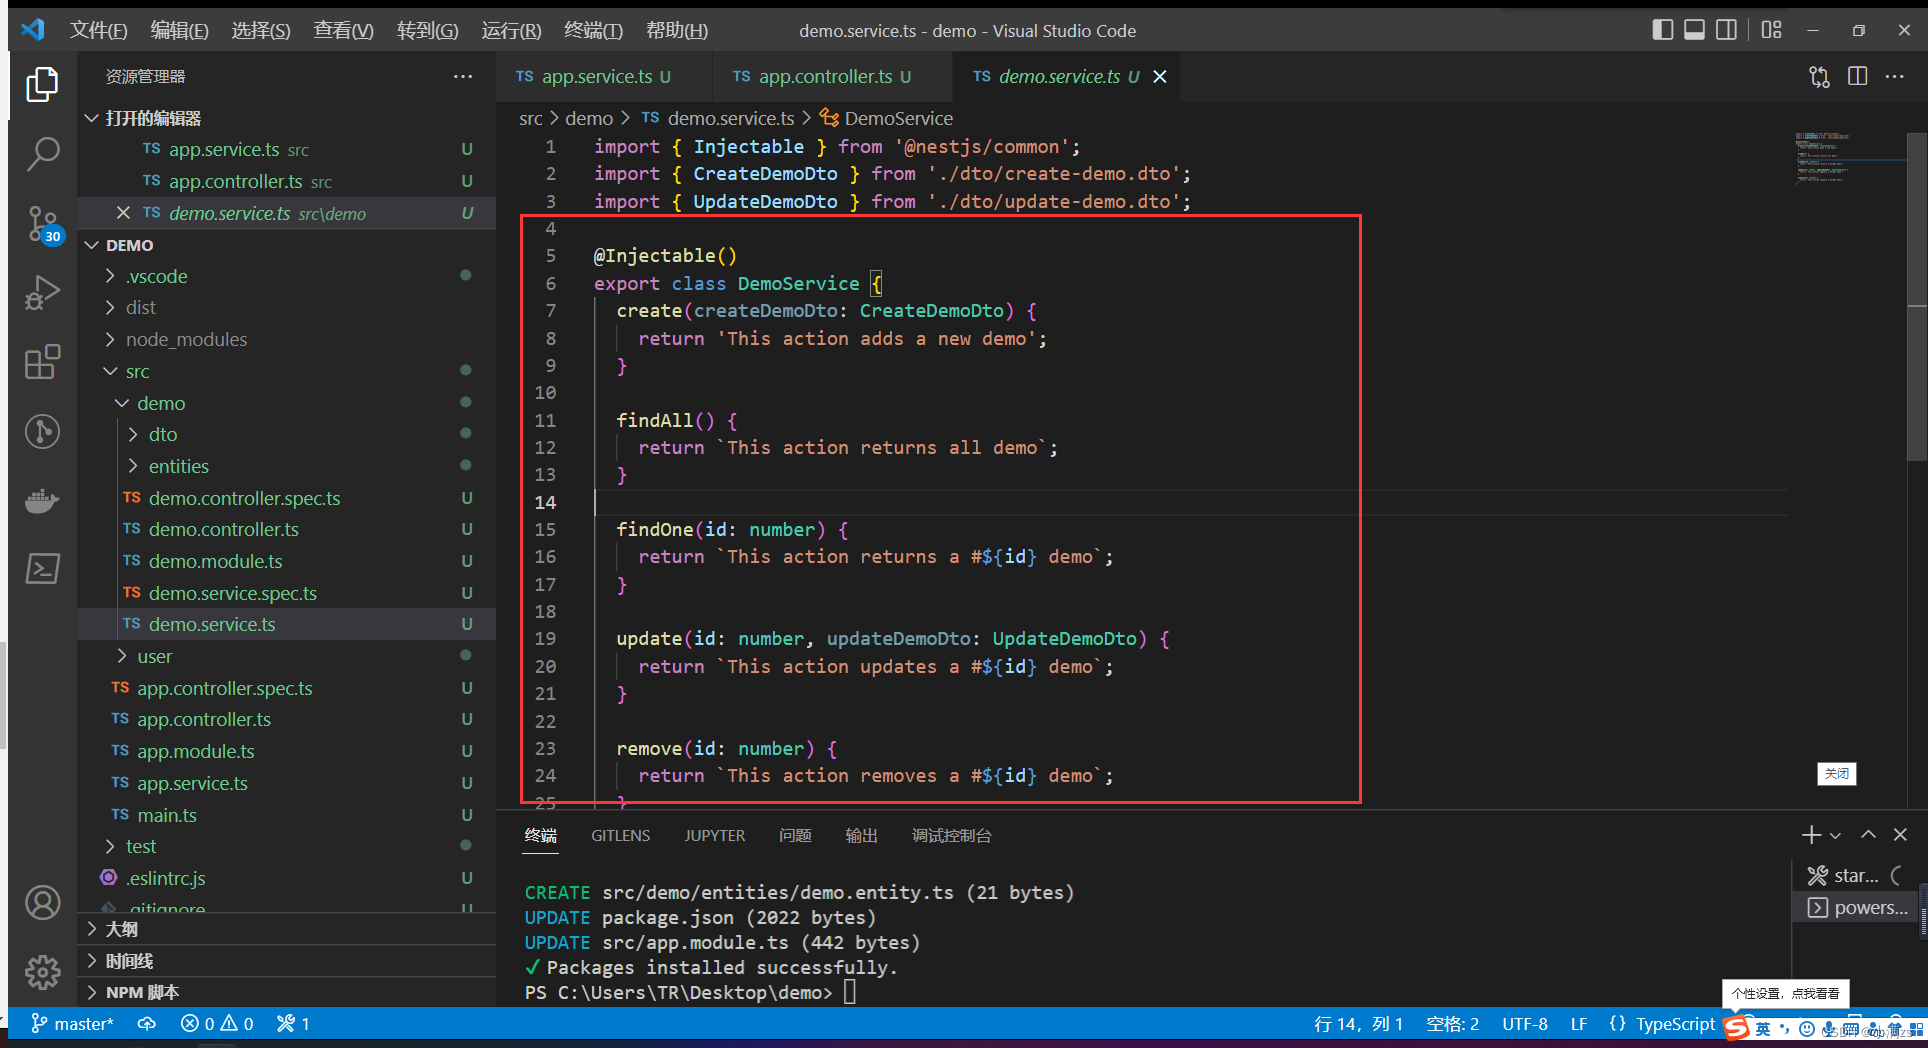 文件(F) 编辑(E) 选择(S) 查看(V) 转到(G) 运行(R) 终端(T) 帮助(H)
demo.service.ts - demo - Visual Studio Code
资源管理器
打开的编辑器
TS app.service.ts src U
TS app.controller.ts src U
TS demo.service.ts src\demo U
DEMO
.vscode
dist
node_modules
src
demo
dto
entities
TS demo.controller.spec.ts U
TS demo.controller.ts U
TS demo.module.ts U
TS demo.service.spec.ts U
TS demo.service.ts U
user
TS app.controller.spec.ts U
TS app.controller.ts U
TS app.module.ts U
TS app.service.ts U
TS main.ts U
test
.eslintrc.js U
.gitignore U
大纲
时间线
NPM 脚本
30
TS app.service.ts U
TS app.controller.ts U
TS demo.service.ts U
src > demo > TS demo.service.ts > DemoService
1 import { Injectable } from '@nestjs/common';
2 import { CreateDemoDto } from './dto/create-demo.dto';
3 import { UpdateDemoDto } from './dto/update-demo.dto';
4
5 @Injectable()
6 export class DemoService {
7 create(createDemoDto: CreateDemoDto) {
8 return 'This action adds a new demo';
9 }
10
11 findAll() {
12 return `This action returns all demo`;
13 }
14
15 findOne(id: number) {
16 return `This action returns a #${id} demo`;
17 }
18
19 update(id: number, updateDemoDto: UpdateDemoDto) {
20 return `This action updates a #${id} demo`;
21 }
22
23 remove(id: number) {
24 return `This action removes a #${id} demo`;
25 }
关闭
终端 GITLENS JUPYTER 问题 输出 调试控制台
CREATE src/demo/entities/demo.entity.ts (21 bytes)
UPDATE package.json (2022 bytes)
UPDATE src/app.module.ts (442 bytes)
✓ Packages installed successfully.
PS C:\Users\TR\Desktop\demo>
star...
powers...
个性设置，点我看看
master* 0 0 1
行 14，列 1 空格: 2 UTF-8 LF {} TypeScript
英